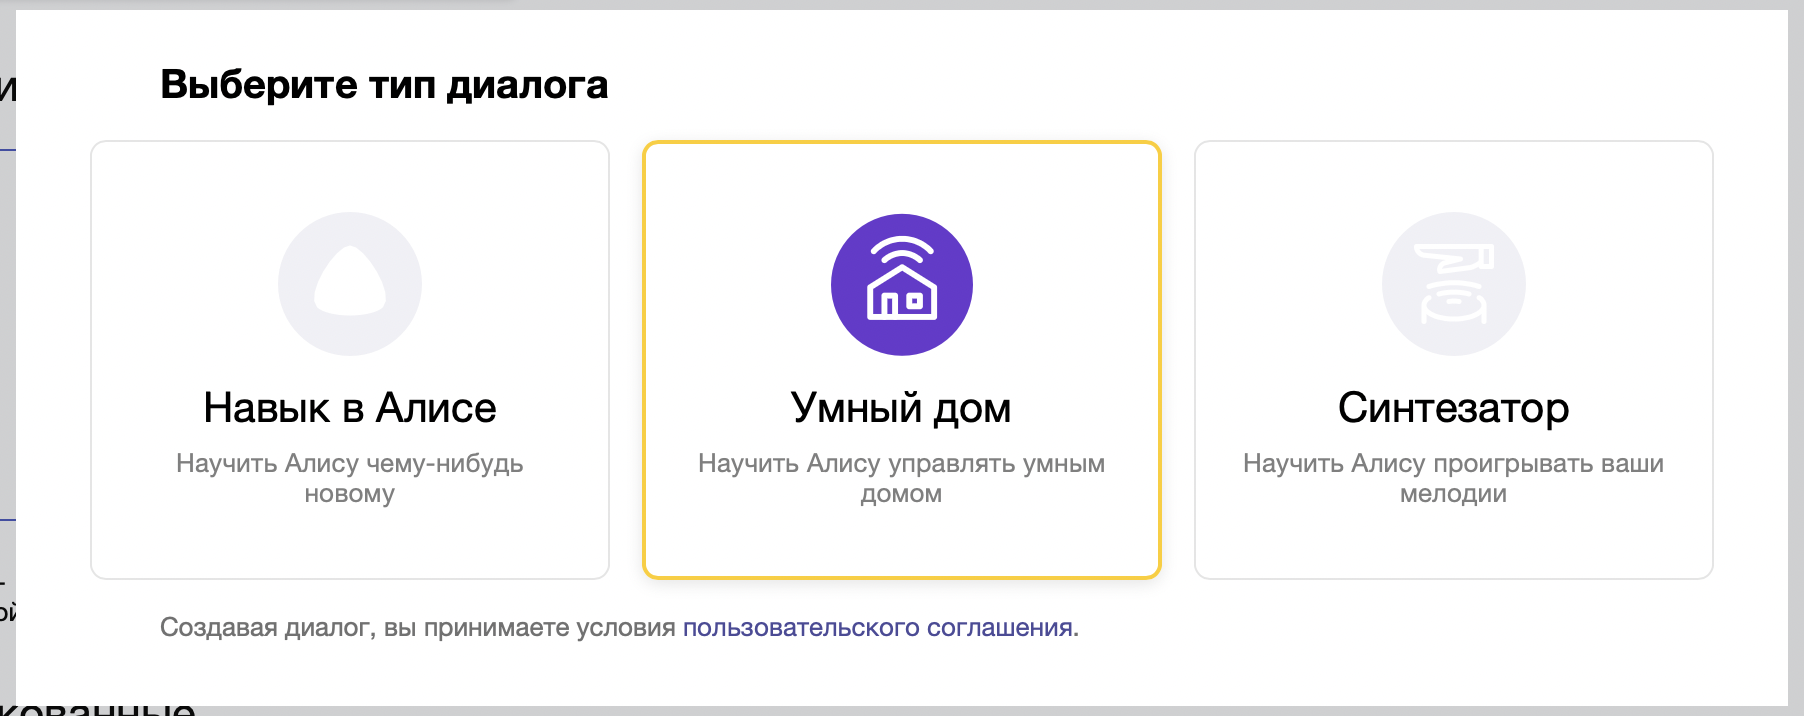 Выберите тип диалога
Навык в Алисе
Научить Алису чему-нибудь
новому
Умный дом
Научить Алису управлять умным
домом
Синтезатор
Научить Алису проигрывать ваши
мелодии
Создавая диалог, вы принимаете условия пользовательского соглашения.